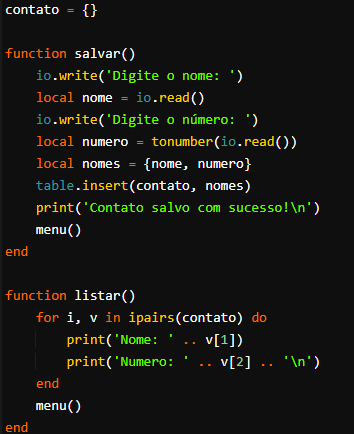 contato = {}
function salvar()
    io.write('Digite o nome: ')
    local nome = io.read()
    io.write('Digite o número: ')
    local numero = tonumber(io.read())
    local nomes = {nome, numero}
    table.insert(contato, nomes)
    print('Contato salvo com sucesso!\n')
    menu()
end
function listar()
    for i, v in ipairs(contato) do
        print('Nome: ' .. v[1])
        print('Numero: ' .. v[2] .. '\n')
    end
    menu()
end